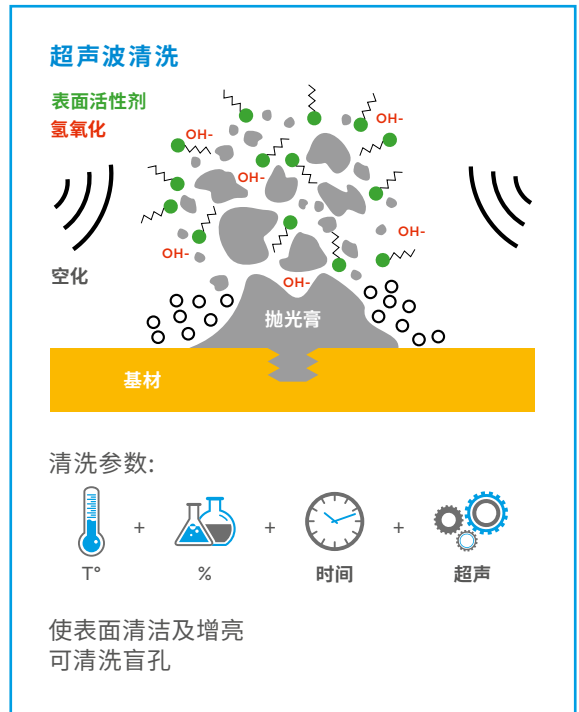 超声波清洗
表面活性剂
氢氧化
OH-
OH-
OH-
OH-
OH-
OH-
空化
抛光膏
基材
清洗参数:
+ + +
T° % 时间 超声
使表面清洁及增亮
可清洗盲孔